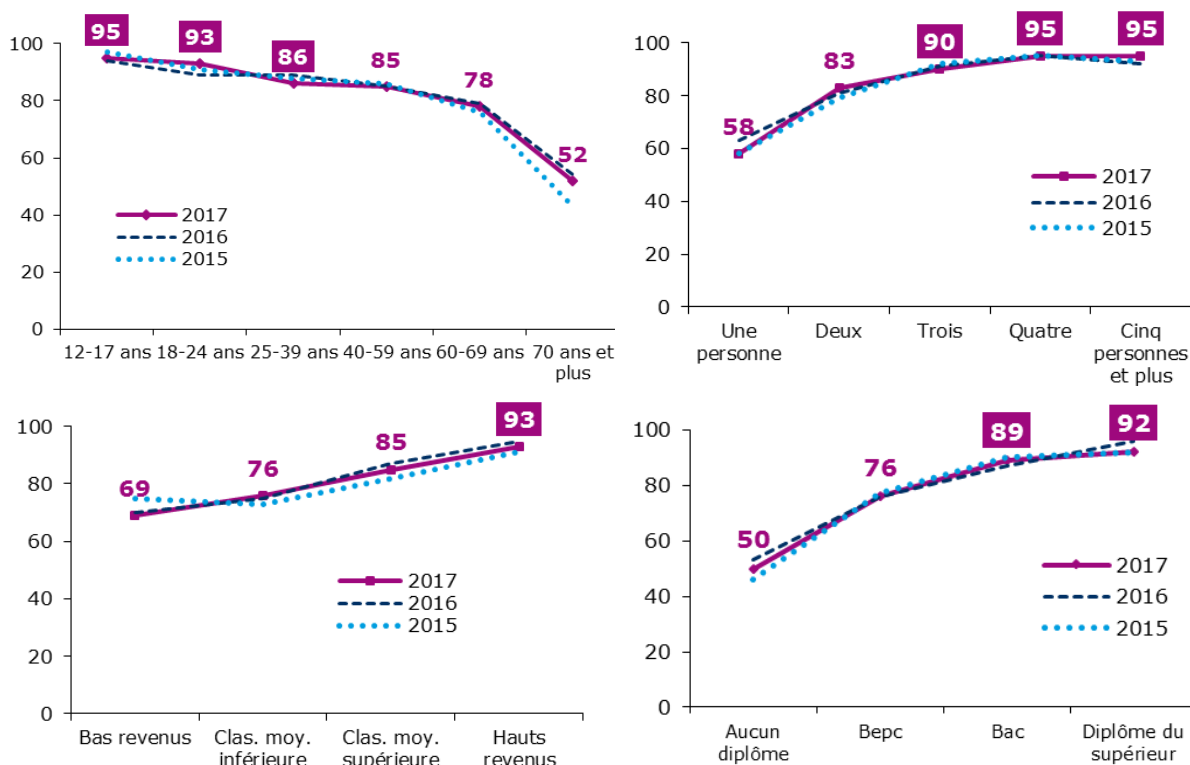 95
93
86
85
78
52
100
80
60
40
20
0
2017
2016
2015
12-17 ans 18-24 ans 25-39 ans 40-59 ans 60-69 ans 70 ans et
plus
58
83
90
95
95
100
80
60
40
20
0
2017
2016
2015
Une
personne
Deux
Trois
Quatre
Cinq
personnes
et plus
69
76
85
93
100
80
60
40
20
0
2017
2016
2015
Bas revenus
Clas. moy.
inférieure
Clas. moy.
supérieure
Hauts
revenus
50
76
89
92
100
80
60
40
20
0
2017
2016
2015
Aucun
diplôme
Bepc
Bac
Diplôme du
supérieur